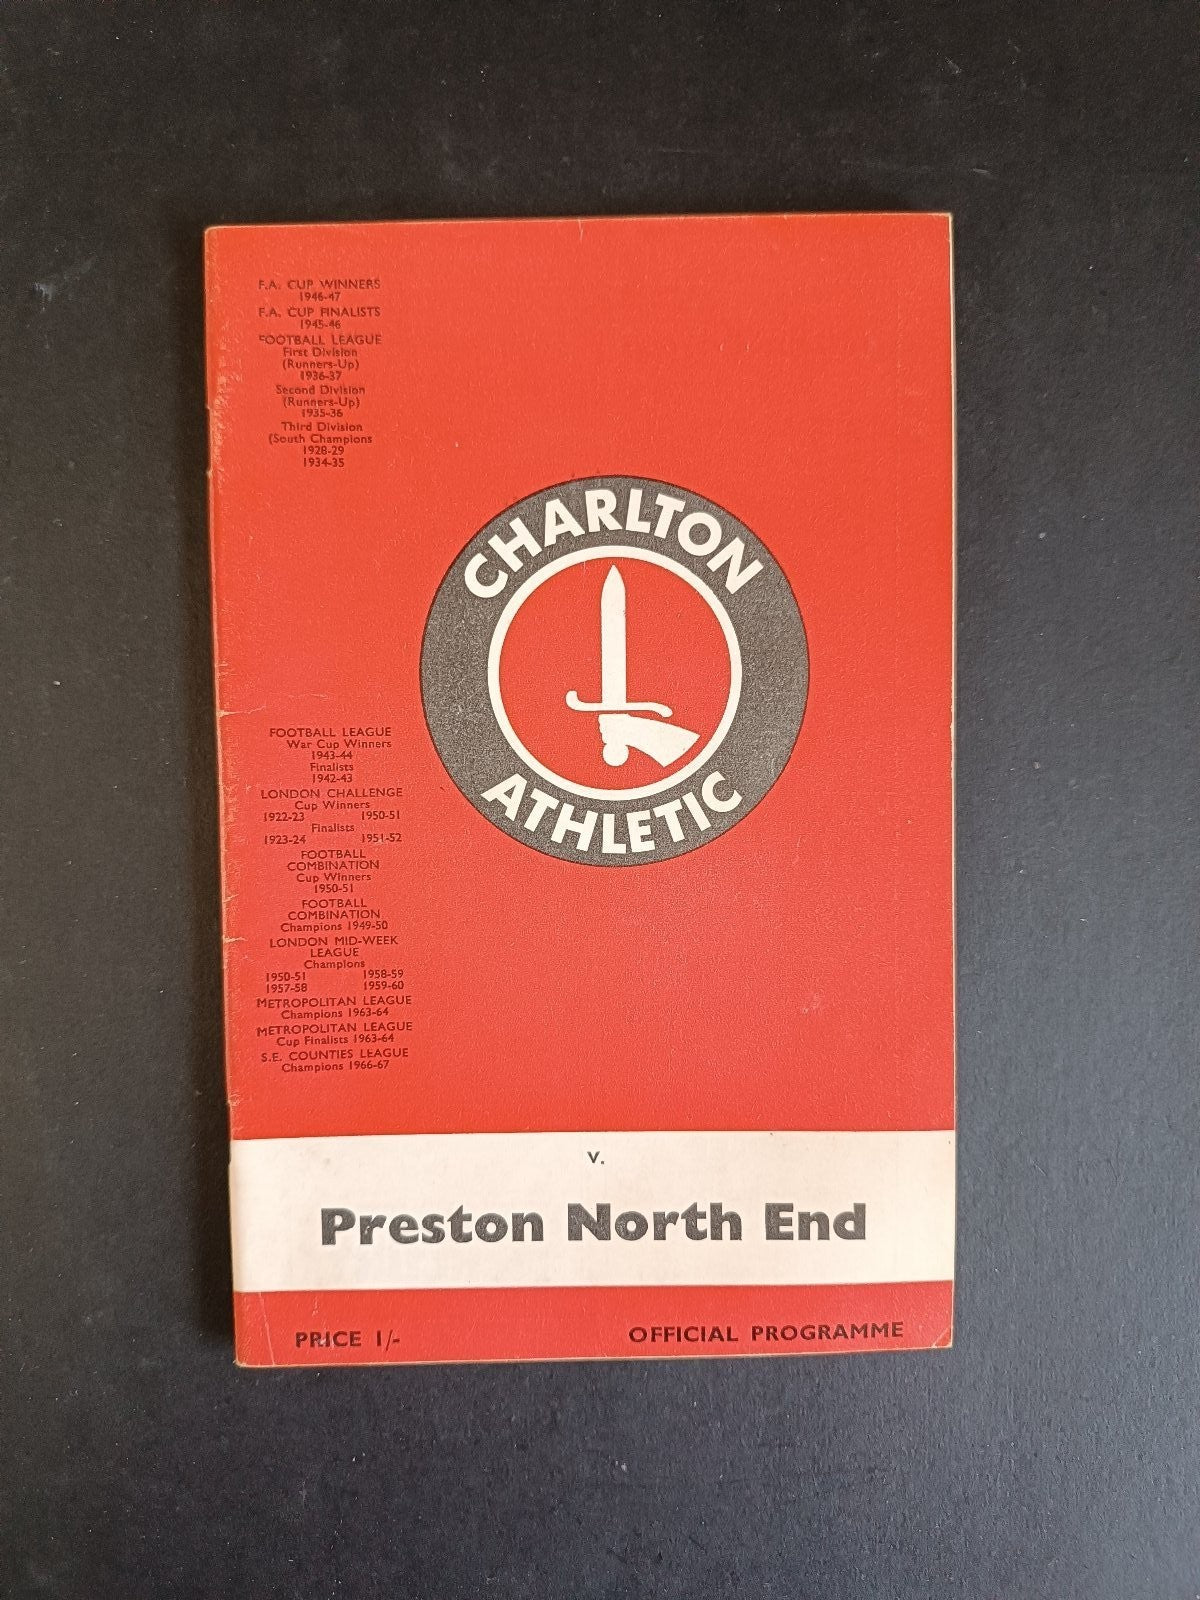 F.A. CUP WINNERS
1946-47
F.A. CUP FINALISTS
1945-46
FOOTBALL LEAGUE
First Division
(Runners-Up)
1936-37
Second Division
(Runners-Up)
1935-36
Third Division
(South Champions
1928-29
1934-35
CHARLTON
ATHLETIC
FOOTBALL LEAGUE
War Cup Winners
1943-44
Finalists
1942-43
LONDON CHALLENGE
Cup Winners
1922-23 1950-51
Finalists
1923-24 1951-52
FOOTBALL
COMBINATION
Cup Winners
1950-51
FOOTBALL
COMBINATION
Champions 1949-50
LONDON MID-WEEK
LEAGUE
Champions
1950-51 1958-59
1957-58 1959-60
METROPOLITAN LEAGUE
Champions 1963-64
METROPOLITAN LEAGUE
Cup Finalists 1963-64
S.E. COUNTIES LEAGUE
Champions 1966-67
v.
Preston North End
PRICE 1/- OFFICIAL PROGRAMME